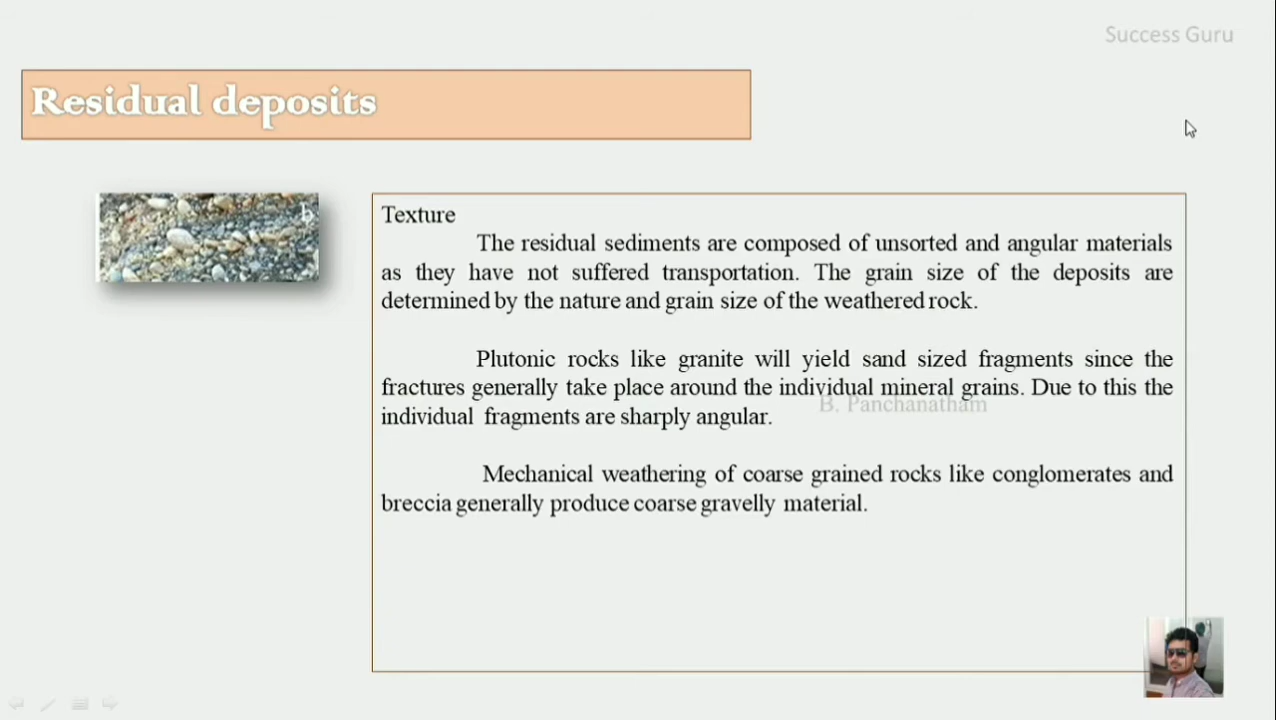 Success Guru
Residual deposits
b
Texture
The residual sediments are composed of unsorted and angular materials
as they have not suffered transportation. The grain size of the deposits are
determined by the nature and grain size of the weathered rock.
Plutonic rocks like granite will yield sand sized fragments since the
fractures generally take place around the individual mineral grains. Due to this the
individual fragments are sharply angular.
B. Panchanatham
Mechanical weathering of coarse grained rocks like conglomerates and
breccia generally produce coarse gravelly material.